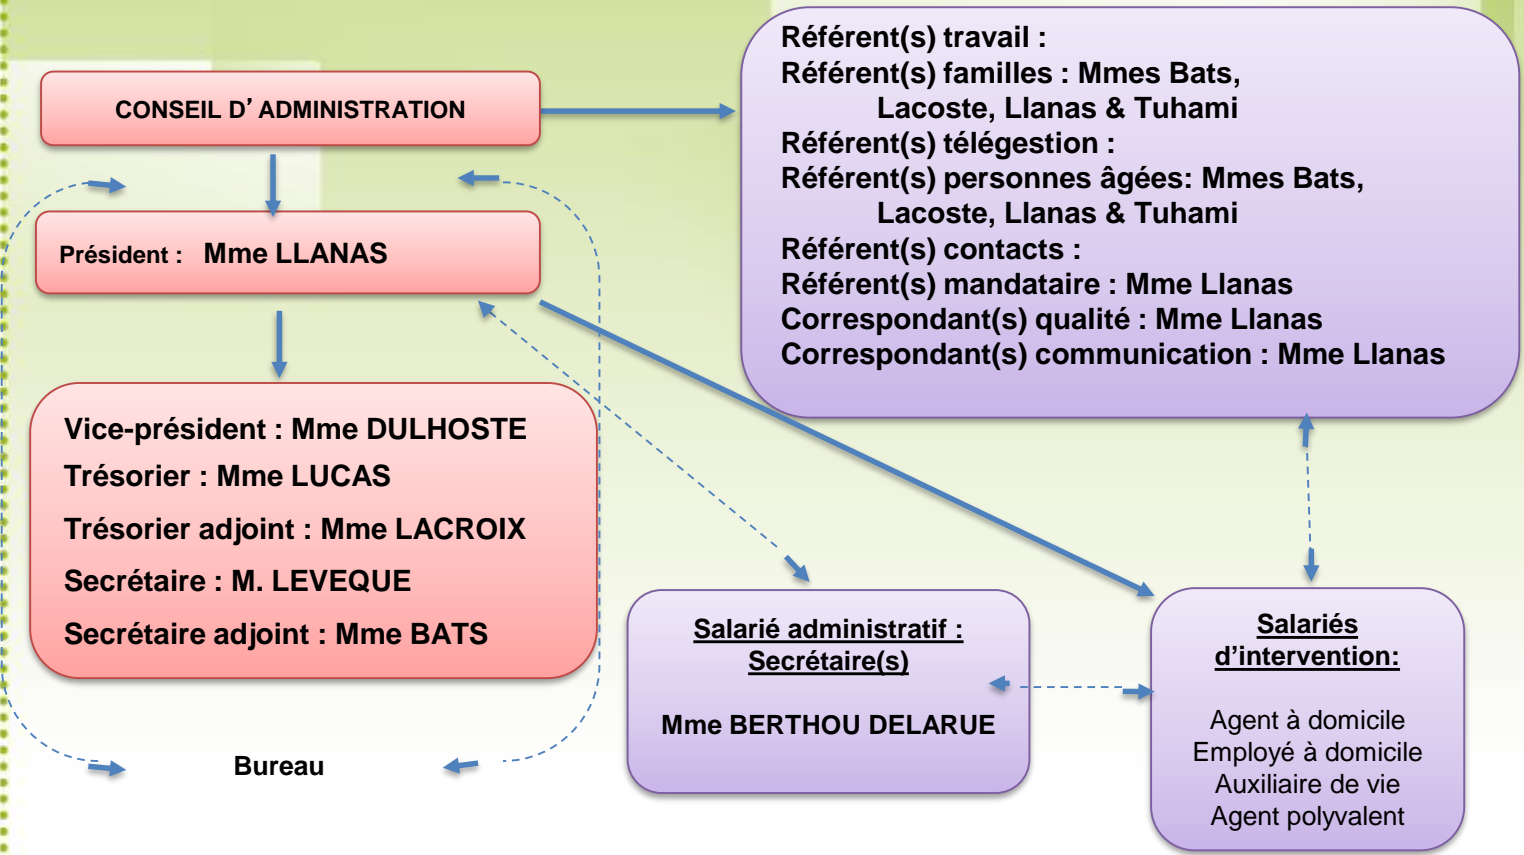 CONSEIL D’ ADMINISTRATION
Président : Mme LLANAS
Vice-président : Mme DULHOSTE
Trésorier : Mme LUCAS
Trésorier adjoint : Mme LACROIX
Secrétaire : M. LEVEQUE
Secrétaire adjoint : Mme BATS
Bureau
Référent(s) travail :
Référent(s) familles : Mmes Bats,
Lacoste, Llanas & Tuhami
Référent(s) télégestion :
Référent(s) personnes âgées: Mmes Bats,
Lacoste, Llanas & Tuhami
Référent(s) contacts :
Référent(s) mandataire : Mme Llanas
Correspondant(s) qualité : Mme Llanas
Correspondant(s) communication : Mme Llanas
Salarié administratif :
Secrétaire(s)
Mme BERTHOU DELARUE
Salariés
d’intervention:
Agent à domicile
Employé à domicile
Auxiliaire de vie
Agent polyvalent